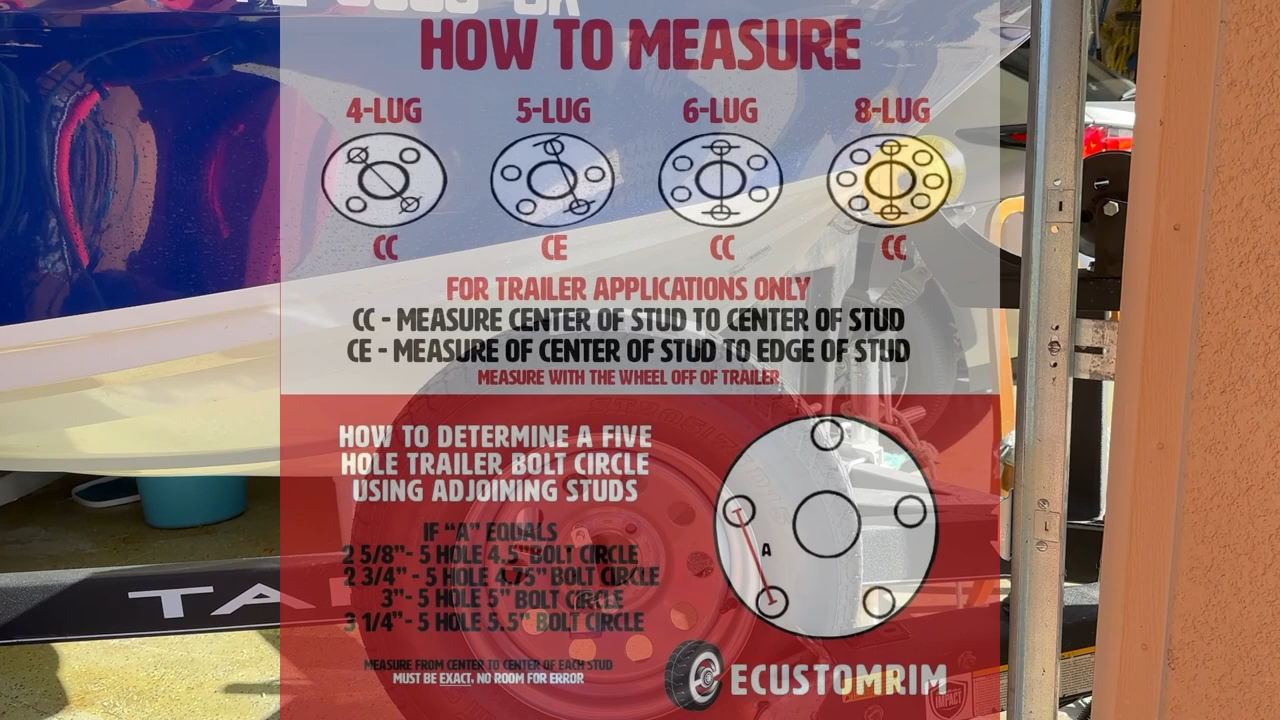 HOW TO MEASURE
4-LUG 5-LUG 6-LUG 8-LUG
CC CE CC CC
FOR TRAILER APPLICATIONS ONLY
CC - MEASURE CENTER OF STUD TO CENTER OF STUD
CE - MEASURE OF CENTER OF STUD TO EDGE OF STUD
MEASURE WITH THE WHEEL OFF OF TRAILER
HOW TO DETERMINE A FIVE
HOLE TRAILER BOLT CIRCLE
USING ADJOINING STUDS
IF “A” EQUALS
2 5/8”- 5 HOLE 4.5” BOLT CIRCLE
2 3/4” - 5 HOLE 4.75” BOLT CIRCLE
3”- 5 HOLE 5” BOLT CIRCLE
3 1/4”- 5 HOLE 5.5” BOLT CIRCLE
A
MEASURE FROM CENTER TO CENTER OF EACH STUD
MUST BE EXACT, NO ROOM FOR ERROR
ECUSTOMRIM
TA
IMPACT